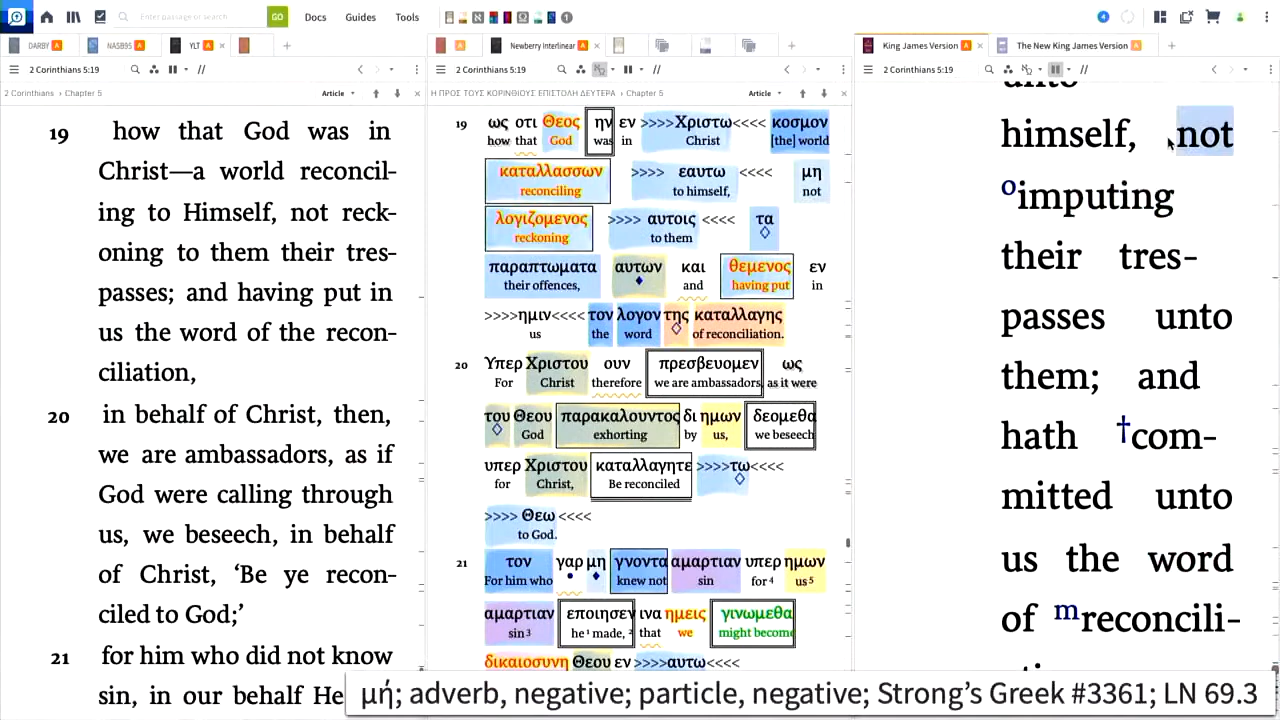 Enter passage or search GO Docs Guides Tools 1 4
DARBY A NASB95 A YLT A
2 Corinthians 5:19
2 Corinthians > Chapter 5 Article
19 how that God was in
Christ—a world reconcil-
ing to Himself, not reck-
oning to them their tres-
passes; and having put in
us the word of the recon-
ciliation,
20 in behalf of Christ, then,
we are ambassadors, as if
God were calling through
us, we beseech, in behalf
of Christ, ‘Be ye recon-
ciled to God;’
21 for him who did not know
sin, in our behalf He
A Newberry Interlinear A
2 Corinthians 5:19
Η ΠΡΟΣ ΤΟΥΣ ΚΟΡΙΝΘΙΟΥΣ ΕΠΙΣΤΟΛΗ ΔΕΥΤΕΡΑ > Chapter 5 Article
19 ως οτι Θεος ην εν >>>>Χριστω<<<< κοσμον
how that God was in Christ [the] world
καταλλασσων >>>> εαυτω <<<< μη
reconciling to himself, not
λογιζομενος >>>> αυτοις <<<< τα
reckoning to them ◇
παραπτωματα αυτων και θεμενος εν
their offences, ◆ and having put in
>>>>ημιν<<<< τον λογον της καταλλαγης
us the word ◇ of reconciliation.
20 Υπερ Χριστου ουν πρεσβευομεν ως
For Christ therefore we are ambassadors, as it were
του Θεου παρακαλουντος δι ημων δεομεθα
◇ God exhorting by us, we beseech
υπερ Χριστου καταλλαγητε >>>>τω<<<<
for Christ, Be reconciled ◇
>>>> Θεω <<<<
to God.
21 τον γαρ μη γνοντα αμαρτιαν υπερ ημων
For him who • ◆ knew not sin for 4 us 5
αμαρτιαν εποιησεν ινα ημεις γινωμεθα
sin 3 he 1 made, 2 that we might become
δικαιοσυνη Θεου εν >>>>αυτω<<<<
King James Version A The New King James Version A
2 Corinthians 5:19
unto
himself, not
o imputing
their tres-
passes unto
them; and
hath †com-
mitted unto
us the word
of m reconcili-
μή; adverb, negative; particle, negative; Strong’s Greek #3361; LN 69.3